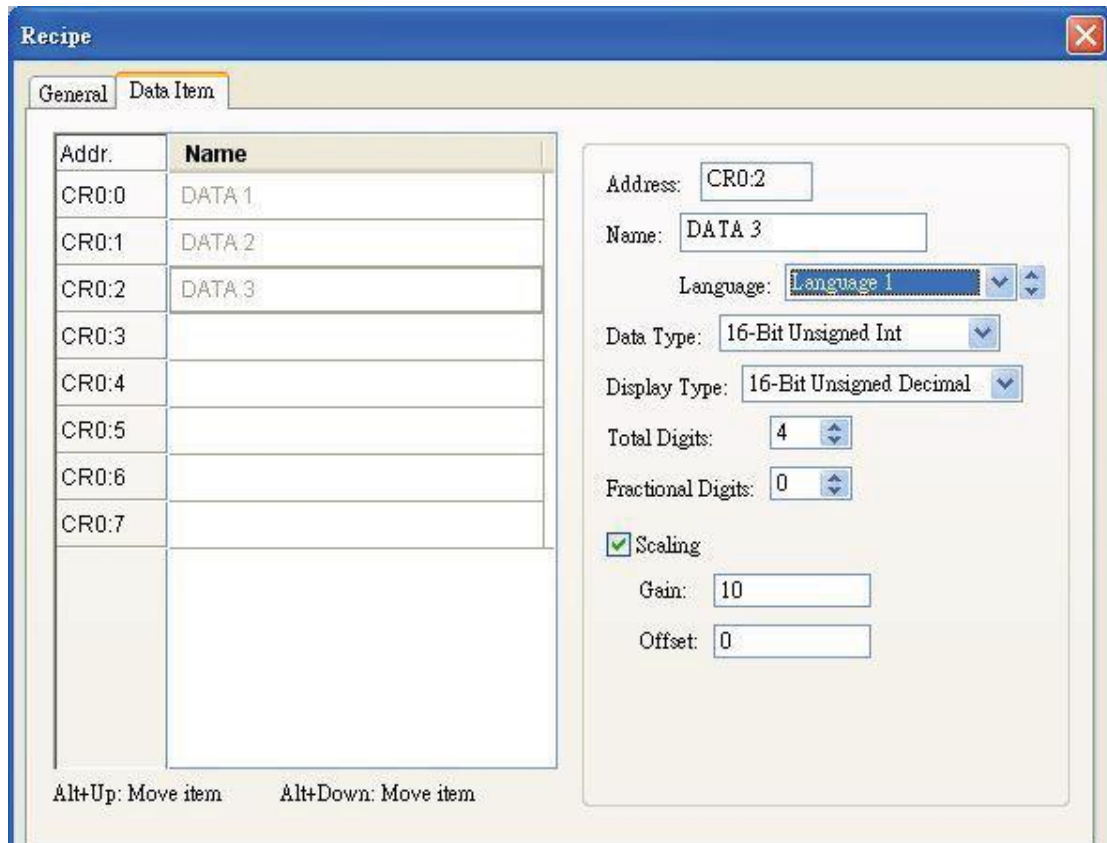 Recipe
General Data Item
Addr. Name
CR0:0 DATA 1
CR0:1 DATA 2
CR0:2 DATA 3
CR0:3
CR0:4
CR0:5
CR0:6
CR0:7
Alt+Up: Move item Alt+Down: Move item
Address: CR0:2
Name: DATA 3
Language: Language 1
Data Type: 16-Bit Unsigned Int
Display Type: 16-Bit Unsigned Decimal
Total Digits: 4
Fractional Digits: 0
Scaling
Gain: 10
Offset: 0